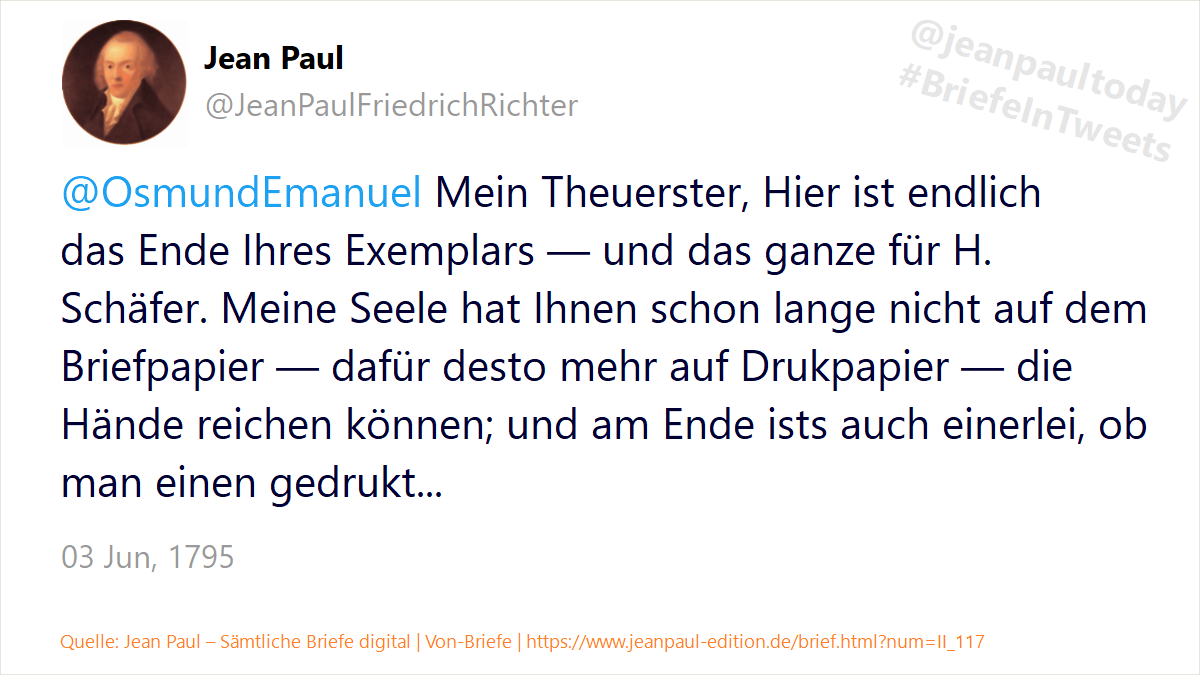 Jean Paul
@JeanPaulFriedrichRichter
@jeanpaultoday
#BriefeInTweets
@OsmundEmanuel Mein Theuerster, Hier ist endlich
das Ende Ihres Exemplars — und das ganze für H.
Schäfer. Meine Seele hat Ihnen schon lange nicht auf dem
Briefpapier — dafür desto mehr auf Drukpapier — die
Hände reichen können; und am Ende ists auch einerlei, ob
man einen gedrukt...
03 Jun, 1795
Quelle: Jean Paul – Sämtliche Briefe digital | Von-Briefe | https://www.jeanpaul-edition.de/brief.html?num=II_117